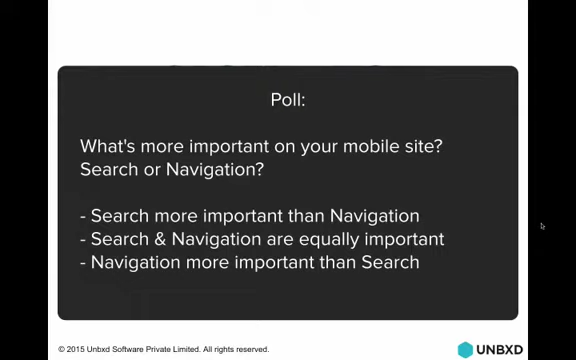 Poll:
What's more important on your mobile site?
Search or Navigation?
- Search more important than Navigation
- Search & Navigation are equally important
- Navigation more important than Search
© 2015 Unbxd Software Private Limited. All rights reserved.
UNBXD